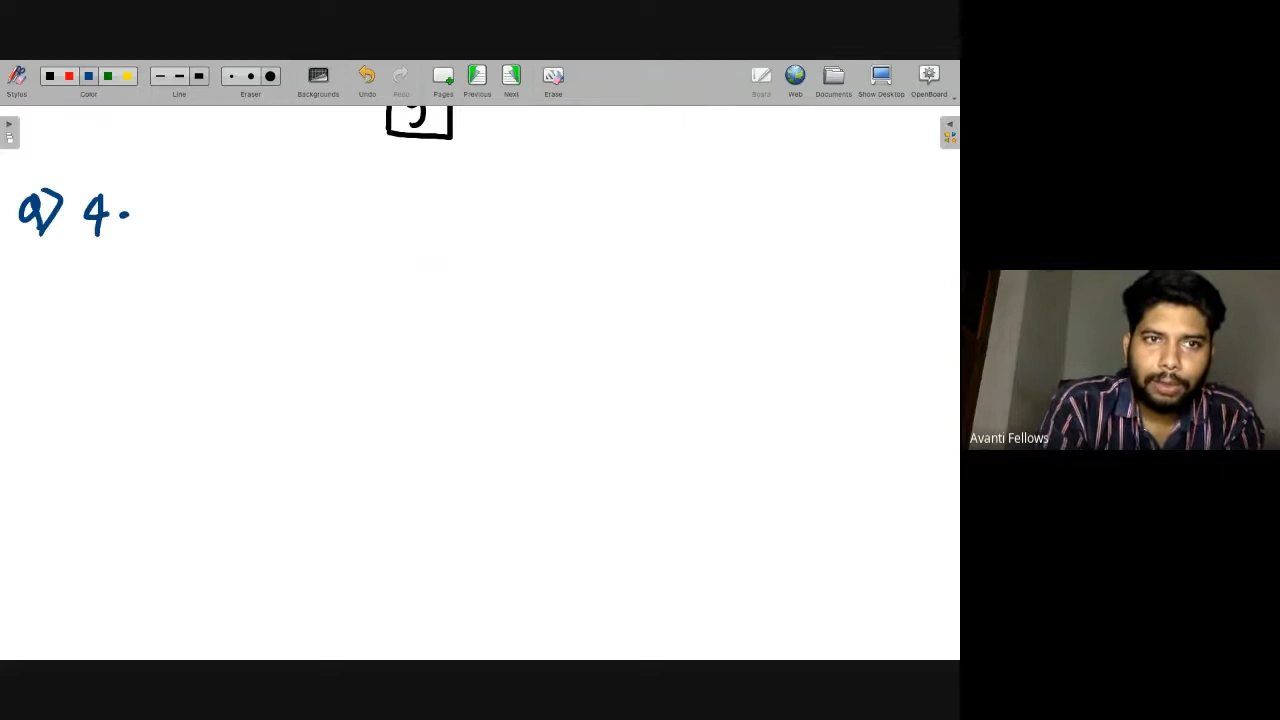 Stylus Color Line Eraser Backgrounds Undo Redo Pages Previous Next Erase Board Web Documents Show Desktop OpenBoard
Q) 4.
Avanti Fellows